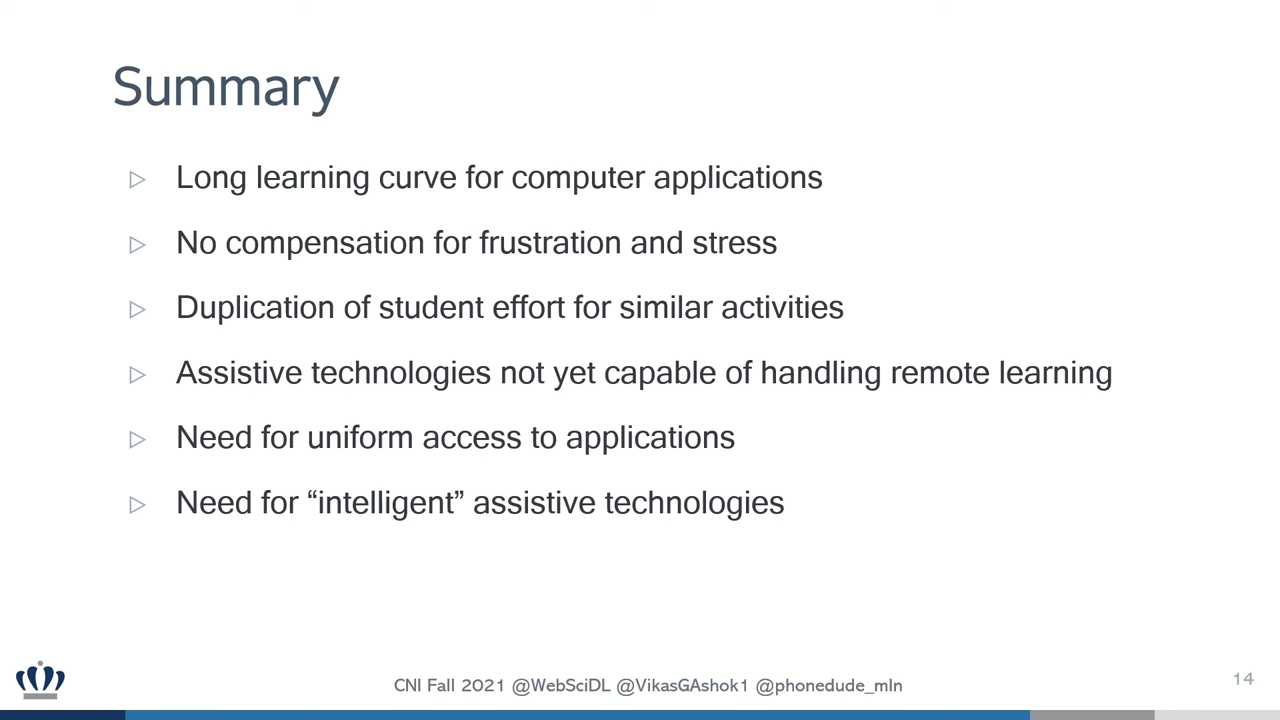 Summary
▷ Long learning curve for computer applications
▷ No compensation for frustration and stress
▷ Duplication of student effort for similar activities
▷ Assistive technologies not yet capable of handling remote learning
▷ Need for uniform access to applications
▷ Need for “intelligent” assistive technologies
CNI Fall 2021 @WebSciDL @VikasGAshok1 @phonedude_mln
14